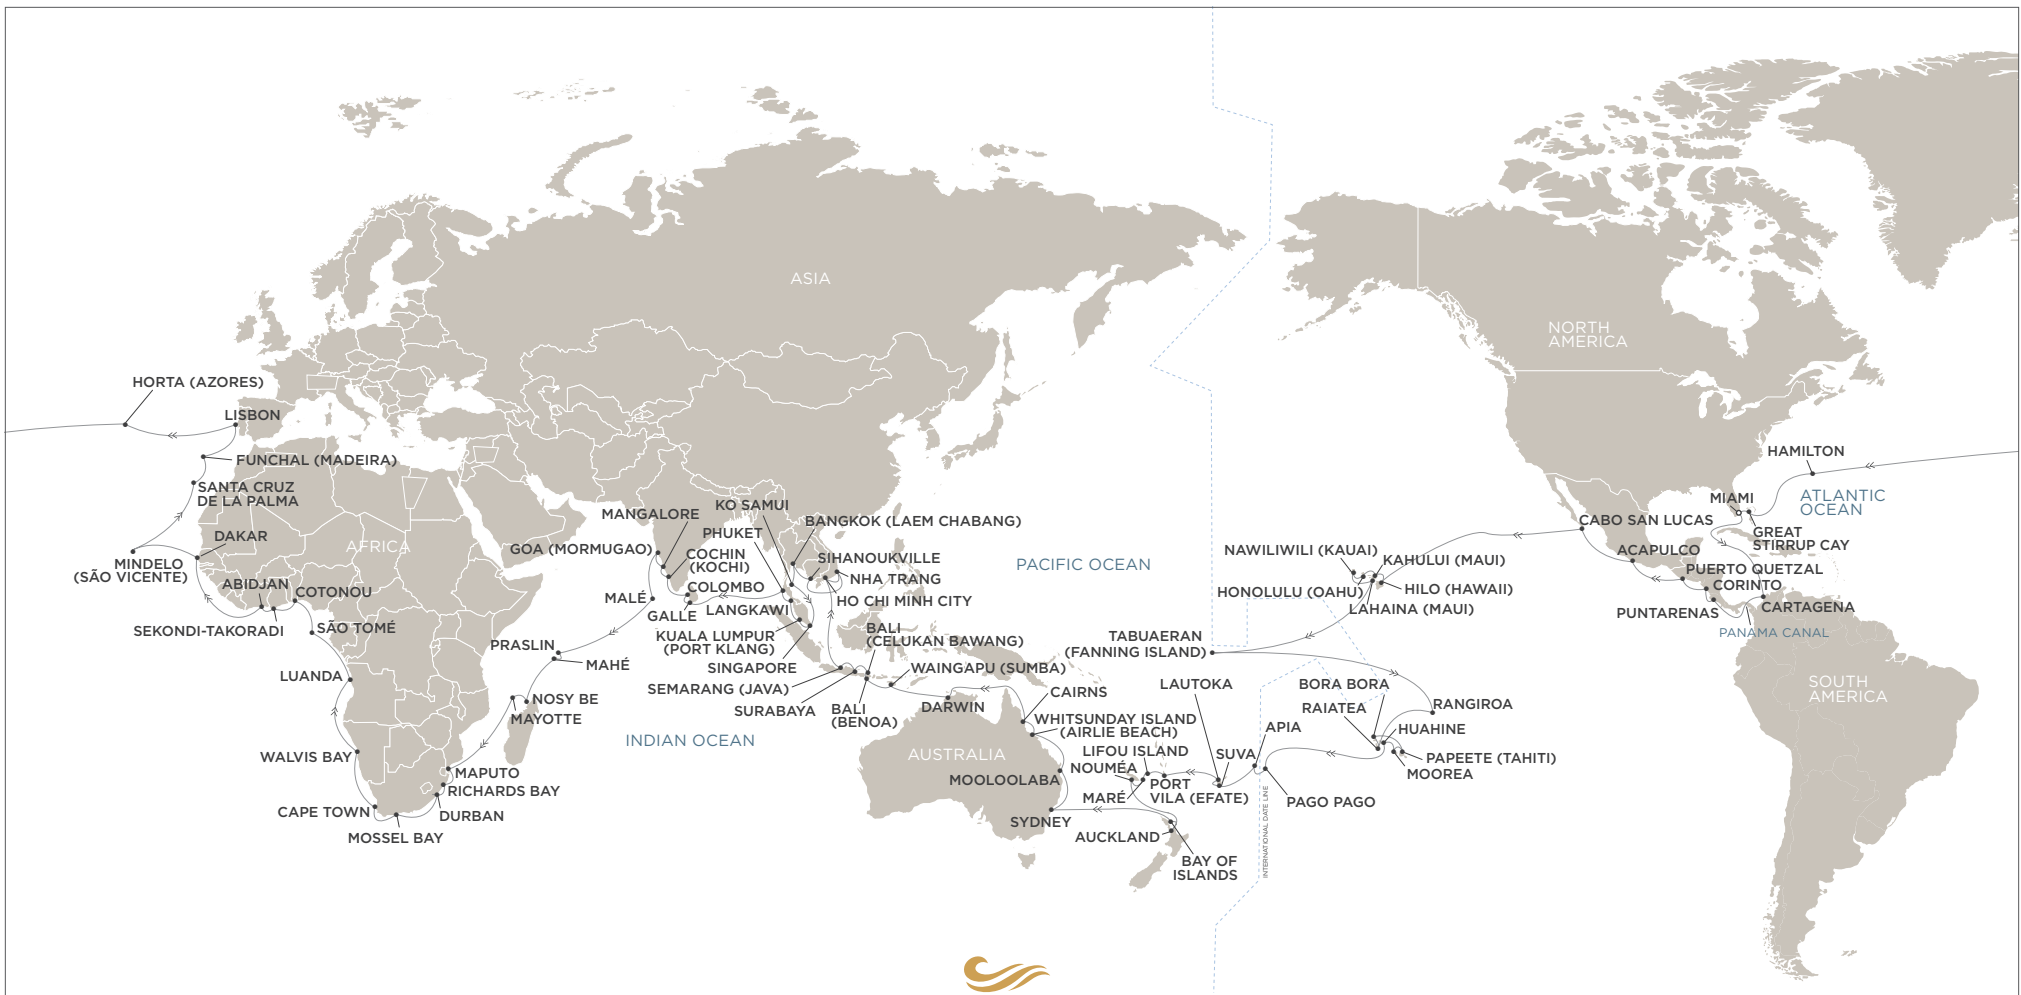 ASIA
NORTH
AMERICA
HORTA (AZORES)
LISBON
FUNCHAL (MADEIRA)
SANTA CRUZ
DE LA PALMA
DAKAR
AFRICA
MINDELO
(SÃO VICENTE)
ABIDJAN
COTONOU
SEKONDI-TAKORADI
SÃO TOMÉ
LUANDA
WALVIS BAY
CAPE TOWN
MOSSEL BAY
DURBAN
RICHARDS BAY
MAPUTO
MAYOTTE
NOSY BE
MAHÉ
PRASLIN
MALÉ
GOA (MORMUGAO)
MANGALORE
COCHIN
(KOCHI)
COLOMBO
GALLE
LANGKAWI
PHUKET
KO SAMUI
BANGKOK (LAEM CHABANG)
SIHANOUKVILLE
NHA TRANG
HO CHI MINH CITY
KUALA LUMPUR
(PORT KLANG)
SINGAPORE
SEMARANG (JAVA)
SURABAYA
BALI
(CELUKAN BAWANG)
BALI
(BENOA)
WAINGAPU (SUMBA)
DARWIN
INDIAN OCEAN
AUSTRALIA
CAIRNS
WHITSUNDAY ISLAND
(AIRLIE BEACH)
MOOLOOLABA
SYDNEY
LIFOU ISLAND
NOUMÉA
MARÉ
PORT
VILA (EFATE)
AUCKLAND
BAY OF
ISLANDS
LAUTOKA
SUVA
APIA
PAGO PAGO
INTERNATIONAL DATE LINE
PACIFIC OCEAN
TABUAERAN
(FANNING ISLAND)
BORA BORA
RAIATEA
HUAHINE
RANGIROA
PAPEETE (TAHITI)
MOOREA
NAWILIWILI (KAUAI)
KAHULUI (MAUI)
HONOLULU (OAHU)
HILO (HAWAII)
LAHAINA (MAUI)
CABO SAN LUCAS
ACAPULCO
PUERTO QUETZAL
CORINTO
PUNTARENAS
CARTAGENA
PANAMA CANAL
HAMILTON
MIAMI
GREAT
STIRRUP CAY
ATLANTIC
OCEAN
SOUTH
AMERICA